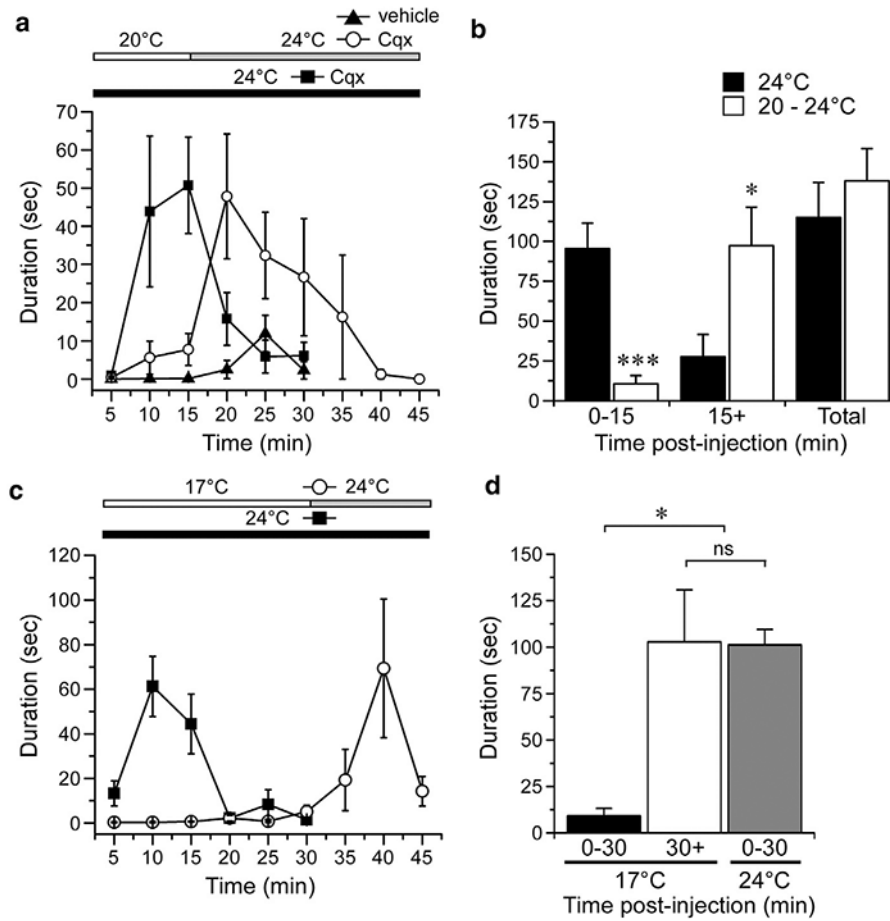 a
vehicle
20°C 24°C Cqx
24°C Cqx
Duration (sec)
70
60
50
40
30
20
10
0
5 10 15 20 25 30 35 40 45
Time (min)
b
24°C
20 - 24°C
Duration (sec)
175
150
125
100
75
50
25
0
***
*
0-15 15+ Total
Time post-injection (min)
c
17°C 24°C
24°C
Duration (sec)
120
100
80
60
40
20
0
5 10 15 20 25 30 35 40 45
Time (min)
d
*
ns
Duration (sec)
150
125
100
75
50
25
0
0-30 30+ 0-30
17°C 24°C
Time post-injection (min)